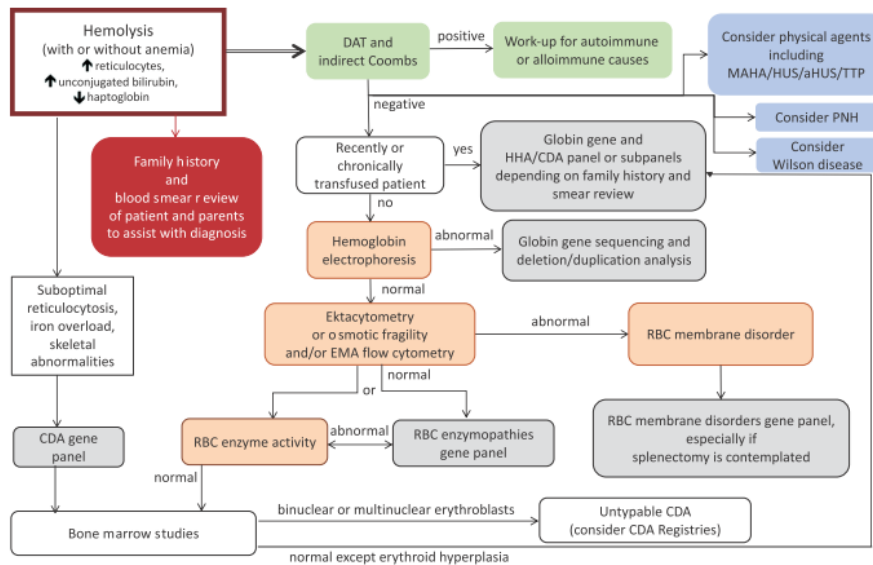 Hemolysis
(with or without anemia)
↑ reticulocytes,
↑ unconjugated bilirubin,
↓ haptoglobin
DAT and
indirect Coombs
positive
Work-up for autoimmune
or alloimmune causes
Consider physical agents
including
MAHA/HUS/aHUS/TTP
negative
Consider PNH
Consider
Wilson disease
Family history
and
blood smear review
of patient and parents
to assist with diagnosis
Recently or
chronically
transfused patient
yes
Globin gene and
HHA/CDA panel or subpanels
depending on family history and
smear review
no
Hemoglobin
electrophoresis
abnormal
Globin gene sequencing and
deletion/duplication analysis
normal
Suboptimal
reticulocytosis,
iron overload,
skeletal
abnormalities
Ektacytometry
or osmotic fragility
and/or EMA flow cytometry
abnormal
RBC membrane disorder
normal
or
CDA gene
panel
RBC enzyme activity
abnormal
RBC enzymopathies
gene panel
RBC membrane disorders gene panel,
especially if
splenectomy is contemplated
normal
Bone marrow studies
binuclear or multinuclear erythroblasts
Untypable CDA
(consider CDA Registries)
normal except erythroid hyperplasia